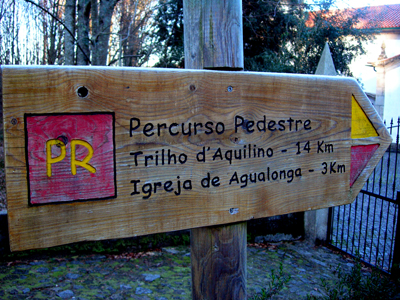 PR
Percurso Pedestre
Trilho d'Aquilino - 14 Km
Igreja de Agualonga - 3Km